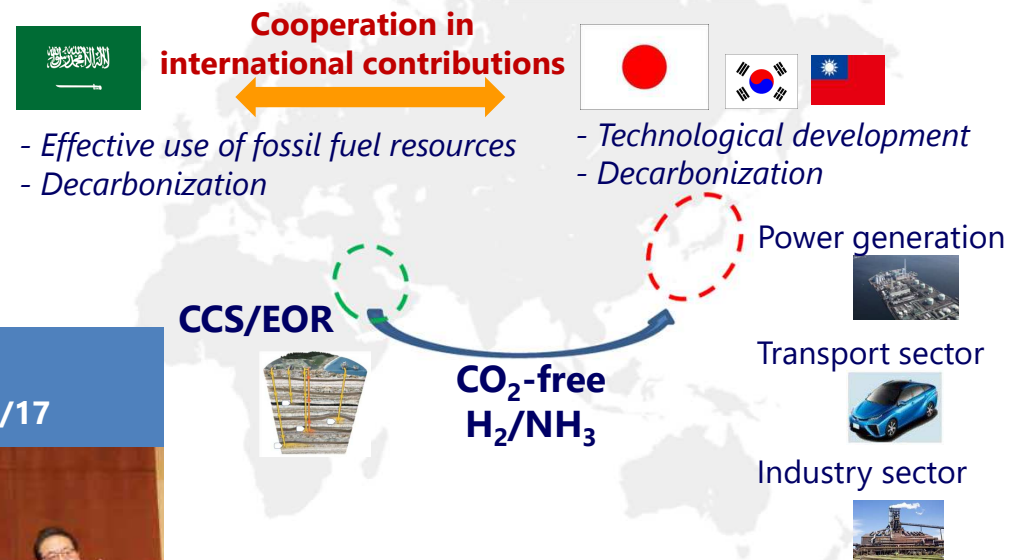 Cooperation in
international contributions
- Effective use of fossil fuel resources
- Decarbonization
- Technological development
- Decarbonization
Power generation
CCS/EOR
Transport sector
CO₂-free
H₂/NH₃
/17
Industry sector